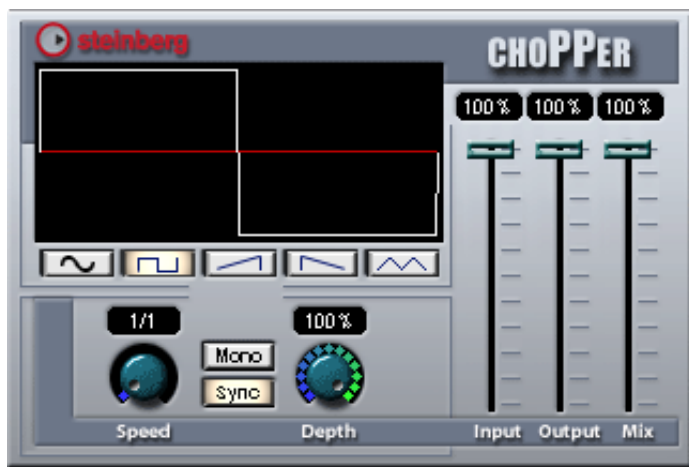 steinberg
CHOPPER
100% 100% 100%
1/1
100%
Mono
Sync
Speed Depth Input Output Mix